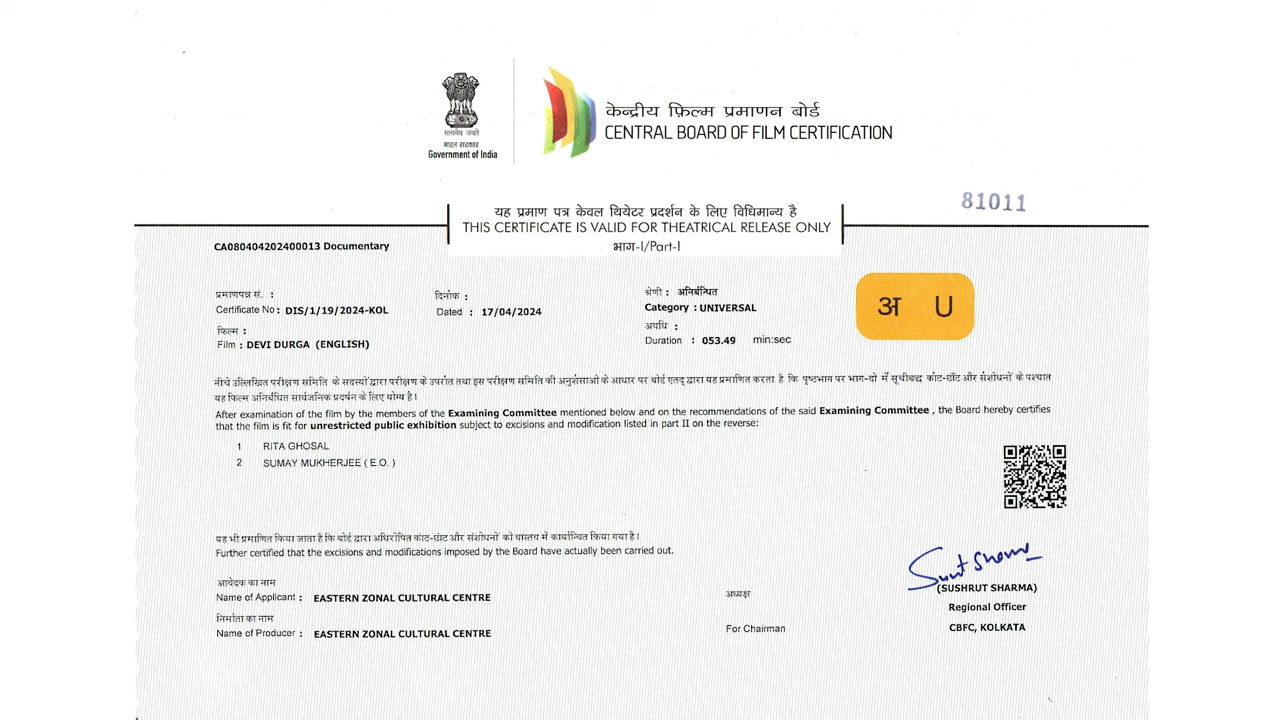 सत्यमेव जयते
भारत सरकार
Government of India
केन्द्रीय फ़िल्म प्रमाणन बोर्ड
CENTRAL BOARD OF FILM CERTIFICATION
81011
यह प्रमाण पत्र केवल थियेटर प्रदर्शन के लिए विधिमान्य है
THIS CERTIFICATE IS VALID FOR THEATRICAL RELEASE ONLY
भाग-I/Part-I
CA080404202400013 Documentary
प्रमाणपत्र सं. :
Certificate No : DIS/1/19/2024-KOL
दिनांक :
Dated : 17/04/2024
श्रेणी : अनिर्बन्धित
Category : UNIVERSAL
अ U
फिल्म :
Film : DEVI DURGA (ENGLISH)
अवधि :
Duration : 053.49 min:sec
नीचे उल्लिखित परीक्षण समिति के सदस्यों द्वारा परीक्षण के उपरांत तथा इस परीक्षण समिति की अनुशंसाओ के आधार पर बोर्ड एतद् द्वारा यह प्रमाणित करता है कि पृष्ठभाग पर भाग-दो में सूचीबद्ध कांट-छाँट और संशोधनों के पश्चात
यह फिल्म अनिर्बंधित सार्वजनिक प्रदर्षन के लिए योग्य है।
After examination of the film by the members of the Examining Committee mentioned below and on the recommendations of the said Examining Committee , the Board hereby certifies
that the film is fit for unrestricted public exhibition subject to excisions and modification listed in part II on the reverse:
1 RITA GHOSAL
2 SUMAY MUKHERJEE ( E.O. )
यह भी प्रमाणित किया जाता है कि बोर्ड द्वारा अधिरोपित कांट-छांट और संशोधनों को वास्तव में कार्यान्वित किया गया है।
Further certified that the excisions and modifications imposed by the Board have actually been carried out.
आवेदक का नाम
Name of Applicant : EASTERN ZONAL CULTURAL CENTRE
निर्माता का नाम
Name of Producer : EASTERN ZONAL CULTURAL CENTRE
अध्यक्ष
For Chairman
(SUSHRUT SHARMA)
Regional Officer
CBFC, KOLKATA